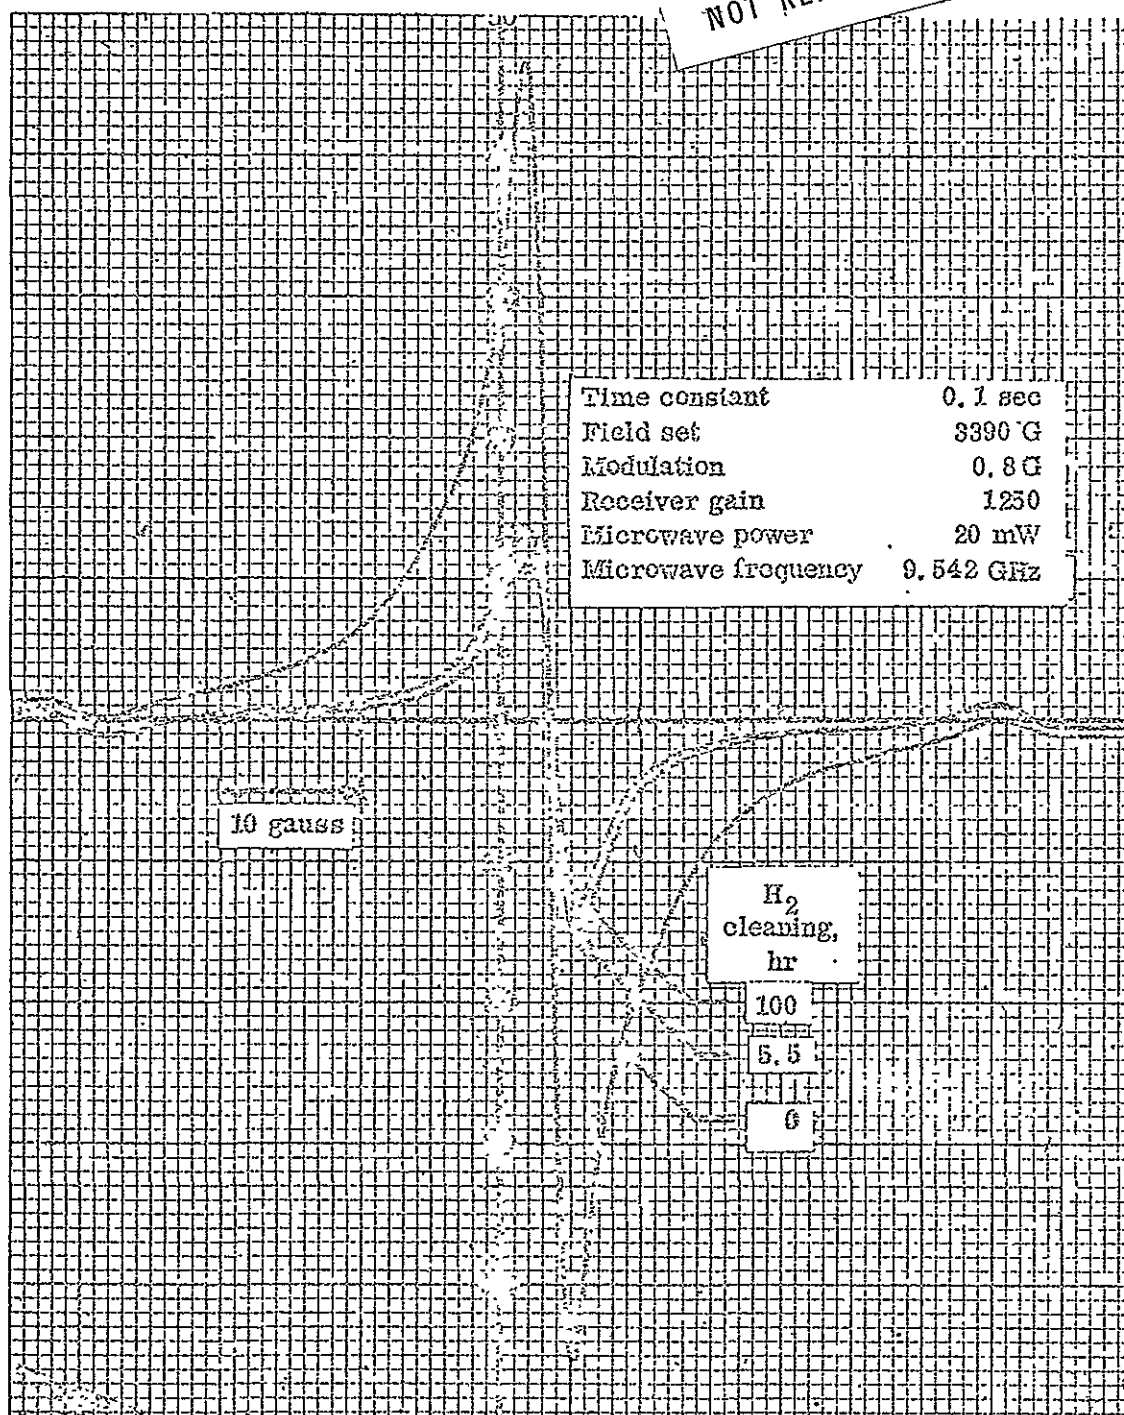 NOT
Time constant 0.1 sec
Field set 3390 G
Modulation 0.8 G
Receiver gain 1250
Microwave power 20 mW
Microwave frequency 9.542 GHz
10 gauss
H2
cleaning,
hr
100
5.5
0